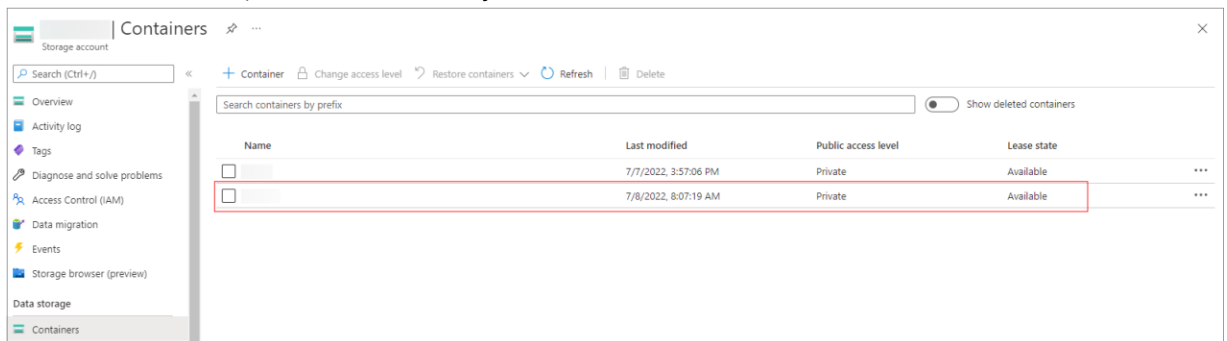 | Containers
Storage account
Search (Ctrl+/)
+ Container Change access level Restore containers Refresh Delete
Overview
Search containers by prefix
Show deleted containers
Activity log
Tags
Name Last modified Public access level Lease state
Diagnose and solve problems
7/7/2022, 3:57:06 PM Private Available
Access Control (IAM)
7/8/2022, 8:07:19 AM Private Available
Data migration
Events
Storage browser (preview)
Data storage
Containers